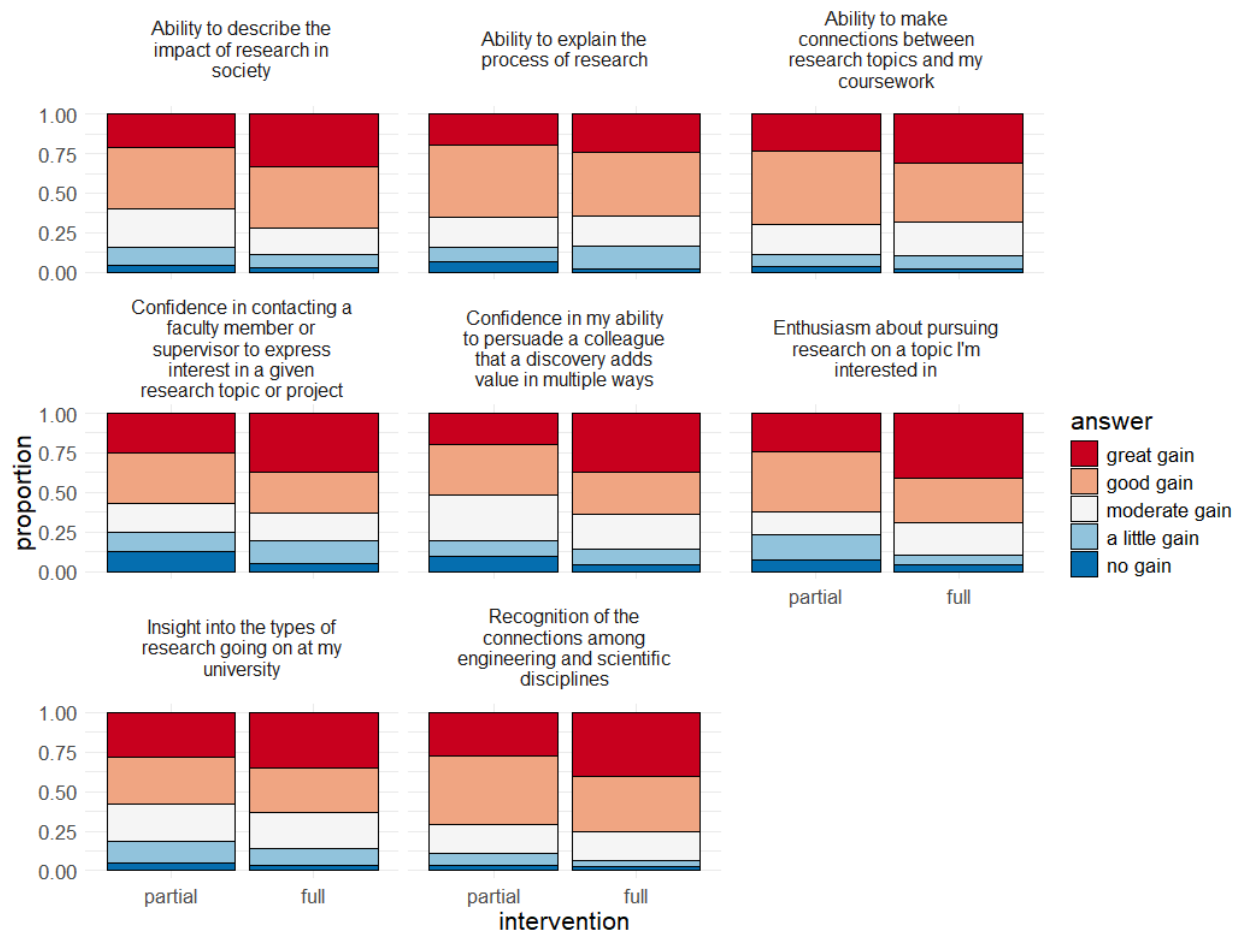 Ability to describe the
impact of research in
society
Ability to explain the
process of research
Ability to make
connections between
research topics and my
coursework
1.00
0.75
0.50
0.25
0.00
Confidence in contacting a
faculty member or
supervisor to express
interest in a given
research topic or project
Confidence in my ability
to persuade a colleague
that a discovery adds
value in multiple ways
Enthusiasm about pursuing
research on a topic I'm
interested in
proportion
1.00
0.75
0.50
0.25
0.00
partial
full
answer
great gain
good gain
moderate gain
a little gain
no gain
Insight into the types of
research going on at my
university
Recognition of the
connections among
engineering and scientific
disciplines
1.00
0.75
0.50
0.25
0.00
partial
full
partial
full
intervention